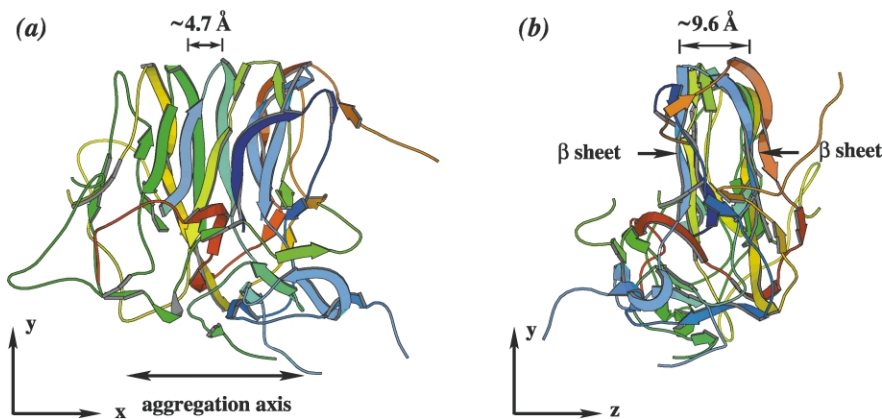 (a)
~4.7 Å
y
x
aggregation axis
(b)
~9.6 Å
β sheet
β sheet
y
z